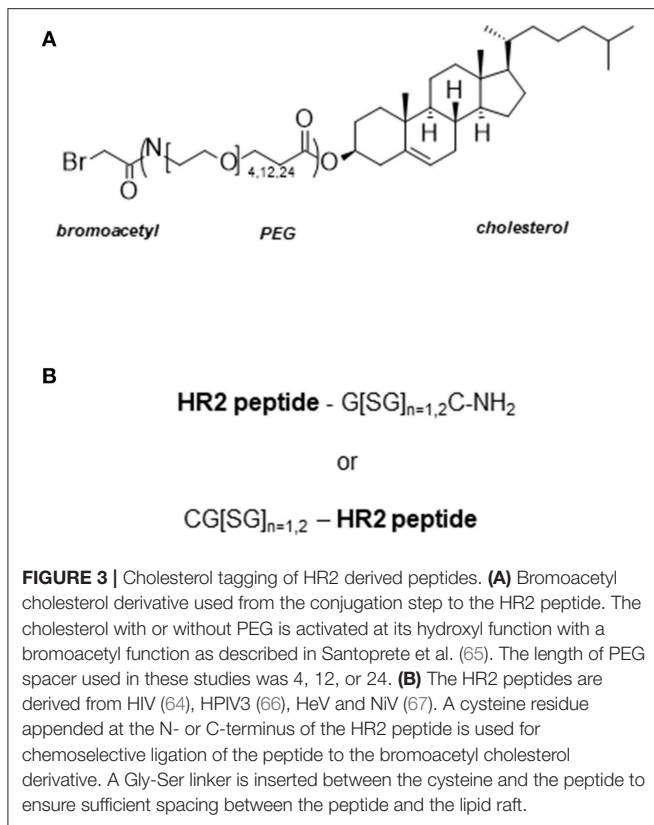 A
H
H
H
Br
O
N
O
4,12,24
O
O
bromoacetyl
PEG
cholesterol
B
HR2 peptide - G[SG]n=1,2C-NH2
or
CG[SG]n=1,2 – HR2 peptide
FIGURE 3 | Cholesterol tagging of HR2 derived peptides. (A) Bromoacetyl
cholesterol derivative used from the conjugation step to the HR2 peptide. The
cholesterol with or without PEG is activated at its hydroxyl function with a
bromoacetyl function as described in Santoprete et al. (65). The length of PEG
spacer used in these studies was 4, 12, or 24. (B) The HR2 peptides are
derived from HIV (64), HPIV3 (66), HeV and NiV (67). A cysteine residue
appended at the N- or C-terminus of the HR2 peptide is used for
chemoselective ligation of the peptide to the bromoacetyl cholesterol
derivative. A Gly-Ser linker is inserted between the cysteine and the peptide to
ensure sufficient spacing between the peptide and the lipid raft.